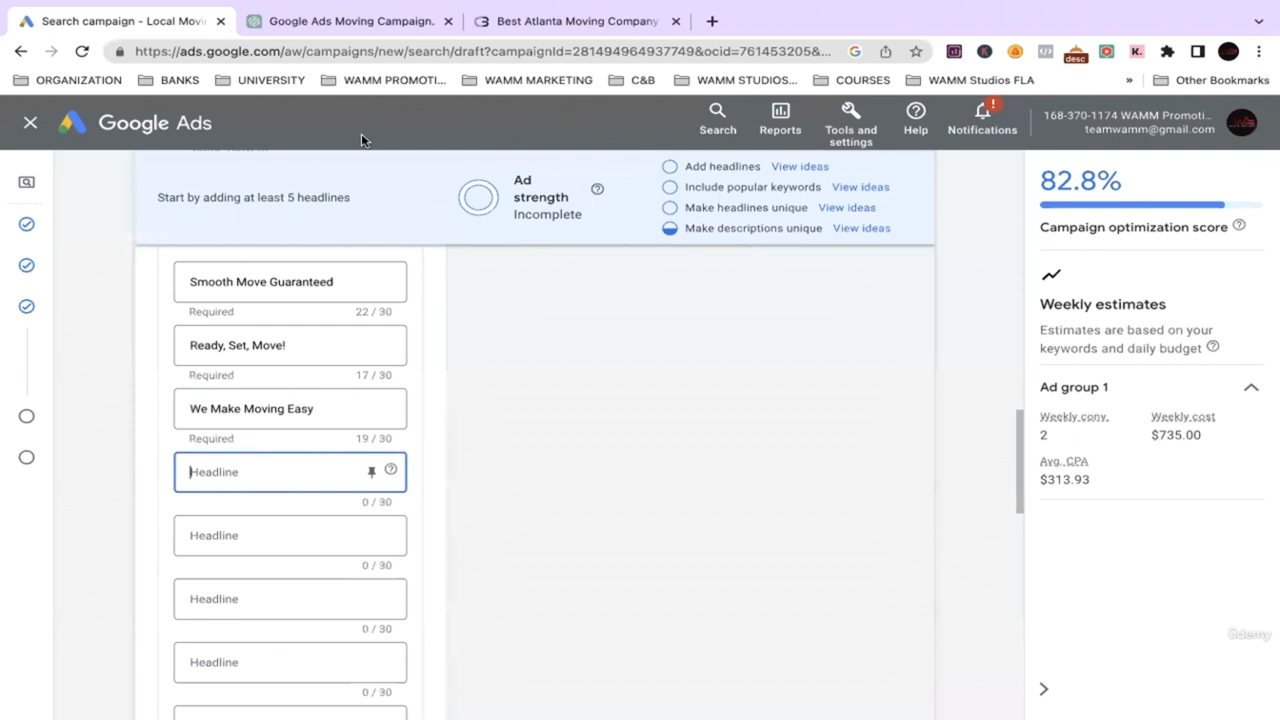 Search campaign - Local Movi
Google Ads Moving Campaign.
Best Atlanta Moving Company
https://ads.google.com/aw/campaigns/new/search/draft?campaignId=281494964937749&ocid=761453205&...
desc
K.
ORGANIZATION
BANKS
UNIVERSITY
WAMM PROMOTI...
WAMM MARKETING
C&B
WAMM STUDIOS...
COURSES
WAMM Studios FLA
»
Other Bookmarks
Google Ads
Search
Reports
Tools and
settings
Help
Notifications
!
168-370-1174 WAMM Promoti...
teamwamm@gmail.com
Start by adding at least 5 headlines
Ad
strength
Incomplete
Add headlines View ideas
Include popular keywords View ideas
Make headlines unique View ideas
Make descriptions unique View ideas
Smooth Move Guaranteed
Required 22 / 30
Ready, Set, Move!
Required 17 / 30
We Make Moving Easy
Required 19 / 30
Headline
0 / 30
Headline
0 / 30
Headline
0 / 30
Headline
0 / 30
82.8%
Campaign optimization score
Weekly estimates
Estimates are based on your
keywords and daily budget
Ad group 1
Weekly conv. Weekly cost
2 $735.00
Avg. CPA
$313.93
ûdemy